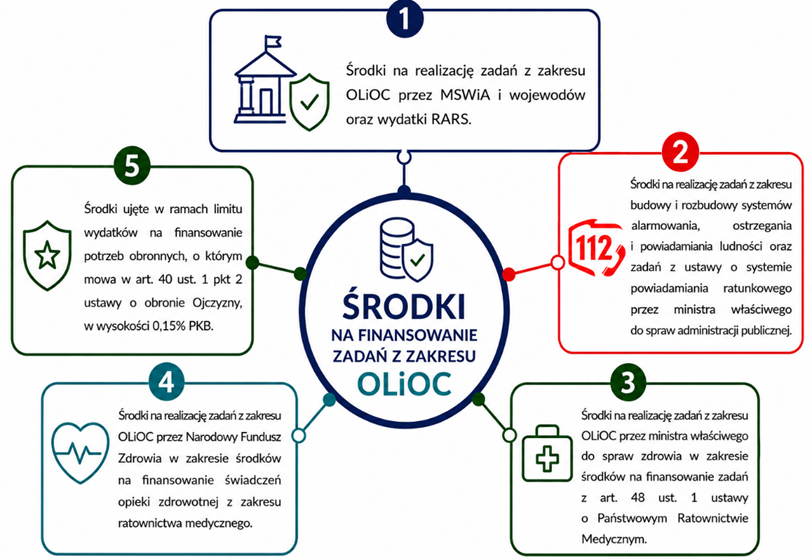 1
Środki na realizację zadań z zakresu
OLiOC przez MSWiA i wojewodów
oraz wydatki RARS.
2
Środki na realizację zadań z zakresu
budowy i rozbudowy systemów
alarmowania, ostrzegania
i powiadamiania ludności oraz
zadań z ustawy o systemie
powiadamiania ratunkowego
przez ministra właściwego
do spraw administracji publicznej.
112
3
Środki na realizację zadań z zakresu
OLiOC przez ministra właściwego
do spraw zdrowia w zakresie
środków na finansowanie zadań
z art. 48 ust. 1 ustawy
o Państwowym Ratownictwie
Medycznym.
4
Środki na realizację zadań z zakresu
OLiOC przez Narodowy Fundusz
Zdrowia w zakresie środków
na finansowanie świadczeń
opieki zdrowotnej z zakresu
ratownictwa medycznego.
5
Środki ujęte w ramach limitu
wydatków na finansowanie
potrzeb obronnych, o którym
mowa w art. 40 ust. 1 pkt 2
ustawy o obronie Ojczyzny,
w wysokości 0,15% PKB.
ŚRODKI
NA FINANSOWANIE
ZADAŃ Z ZAKRESU
OLiOC